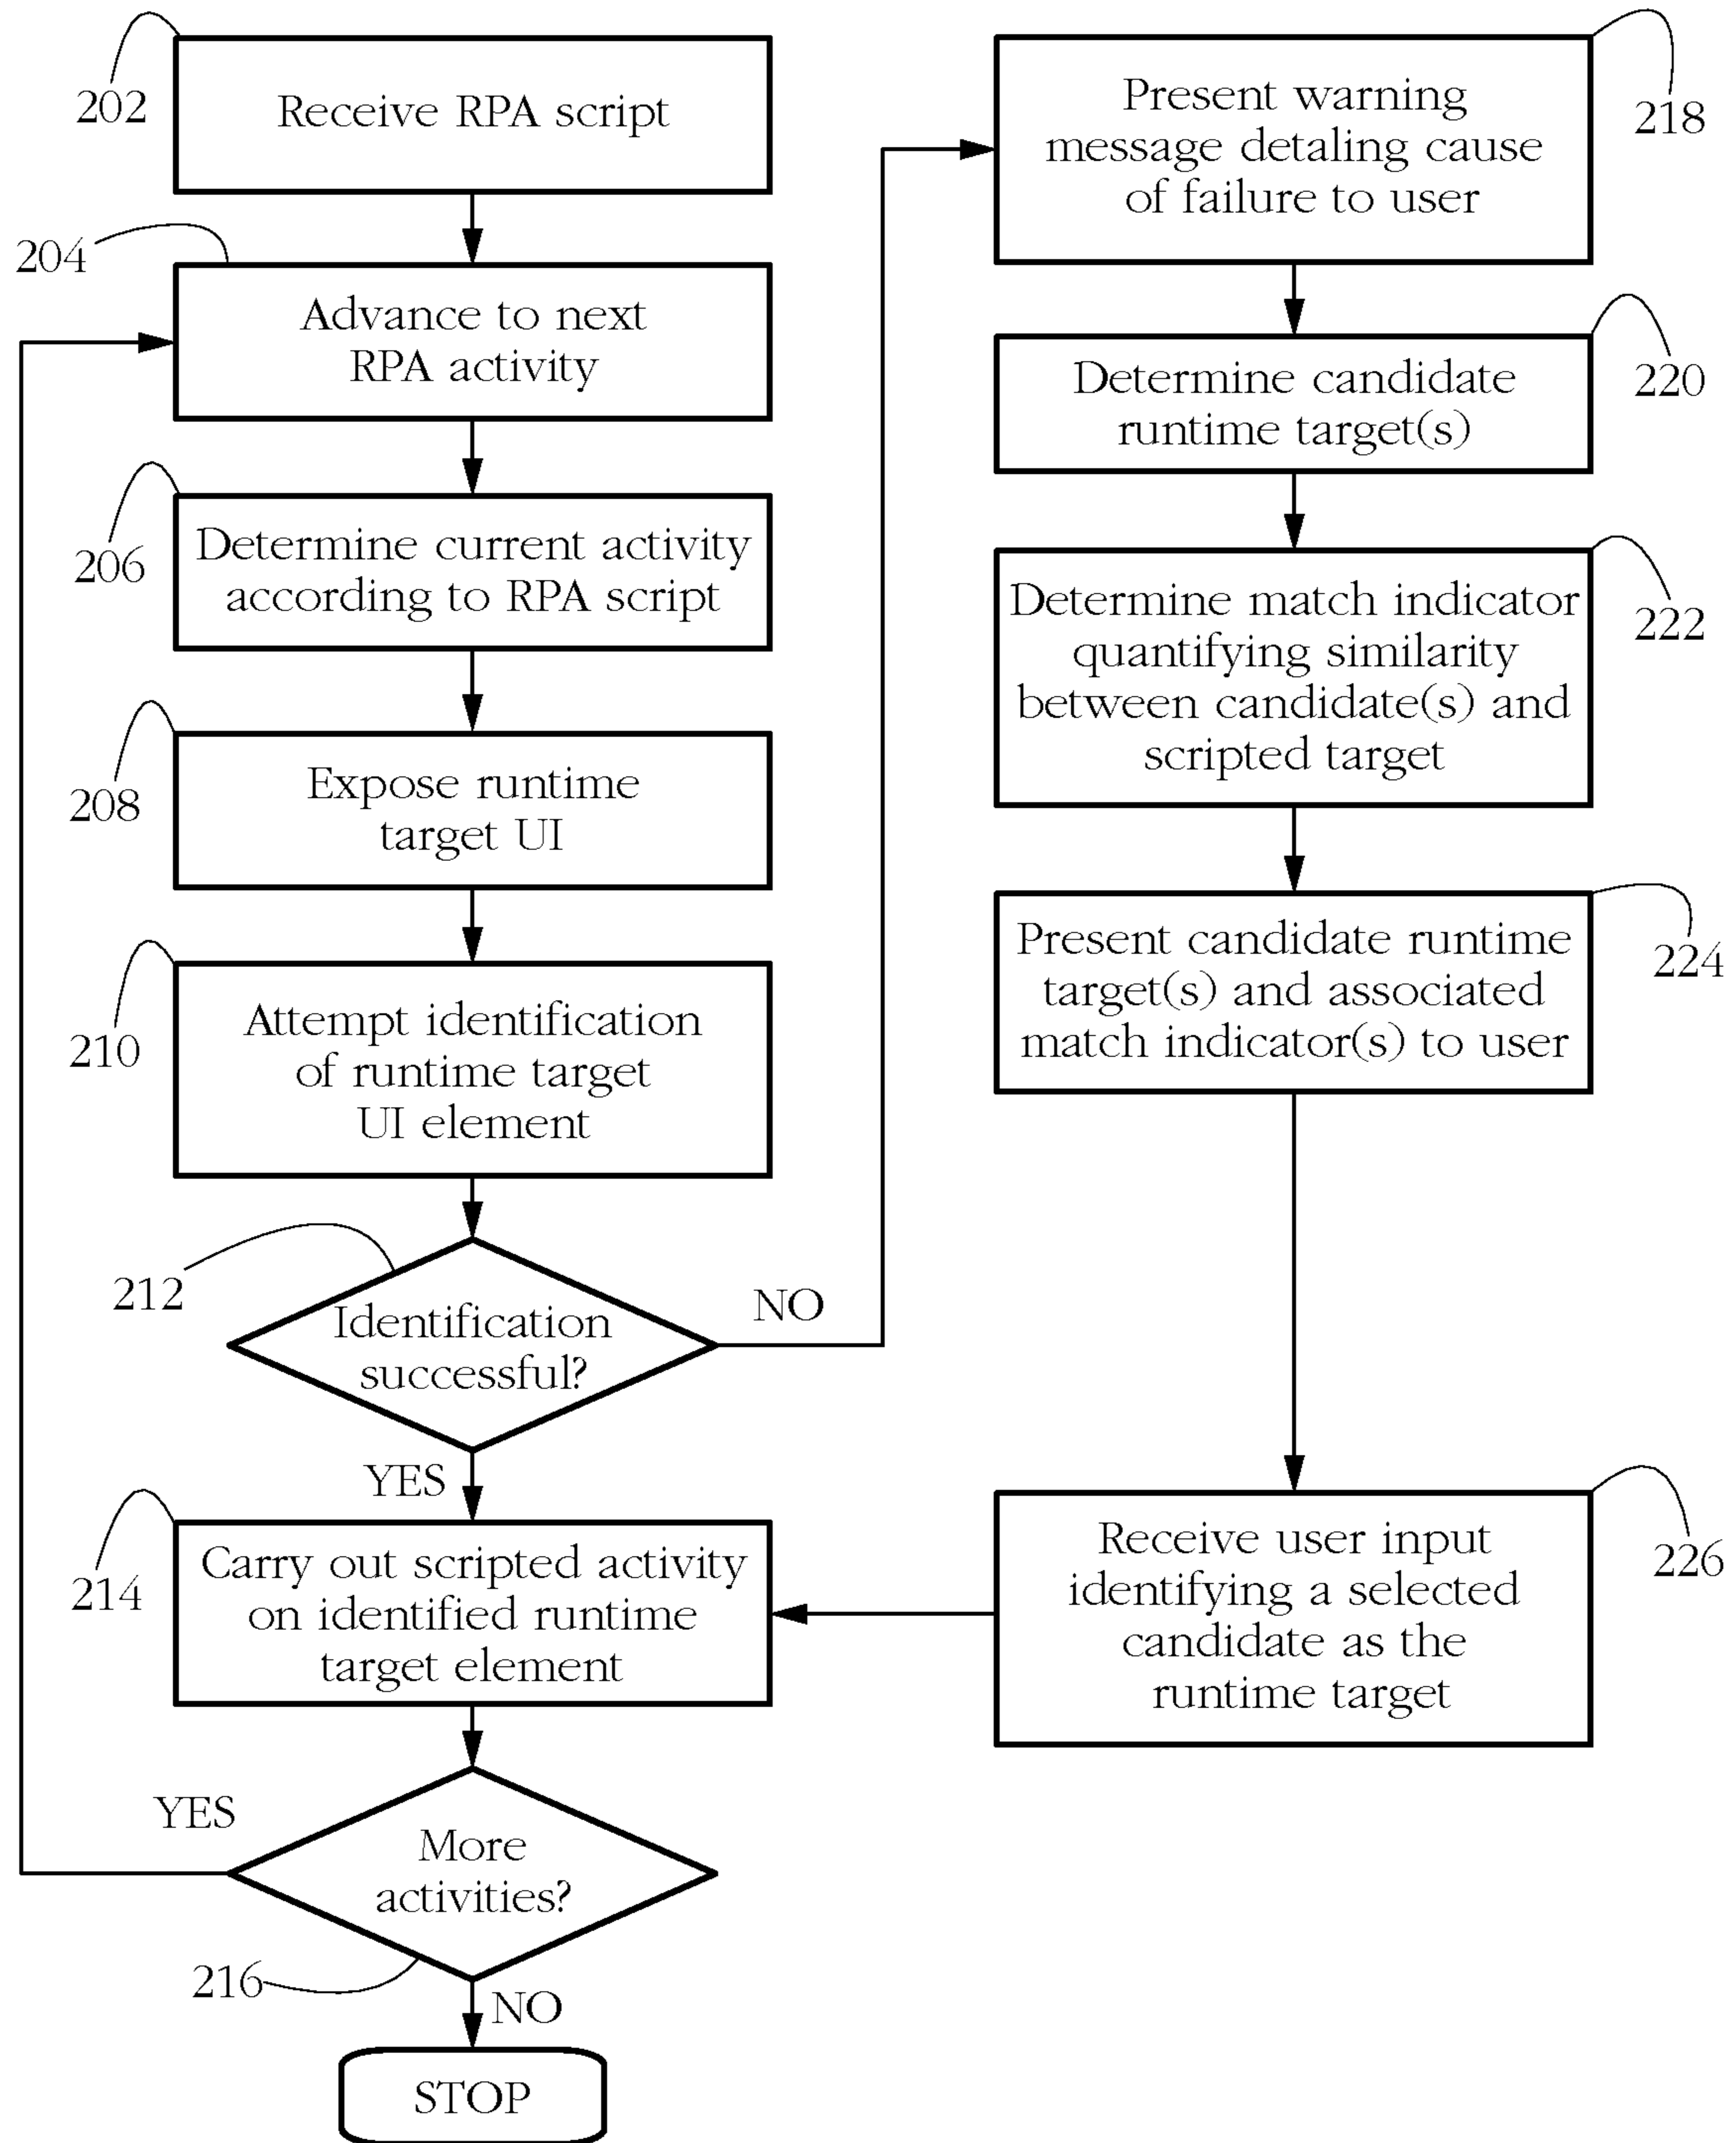 202
Receive RPA script
204
Advance to next
RPA activity
206
Determine current activity
according to RPA script
208
Expose runtime
target UI
210
Attempt identification
of runtime target
UI element
212
Identification
successful?
NO
YES
214
Carry out scripted activity
on identified runtime
target element
YES
More
activities?
216
NO
STOP
218
Present warning
message detaling cause
of failure to user
220
Determine candidate
runtime target(s)
222
Determine match indicator
quantifying similarity
between candidate(s) and
scripted target
224
Present candidate runtime
target(s) and associated
match indicator(s) to user
226
Receive user input
identifying a selected
candidate as the
runtime target